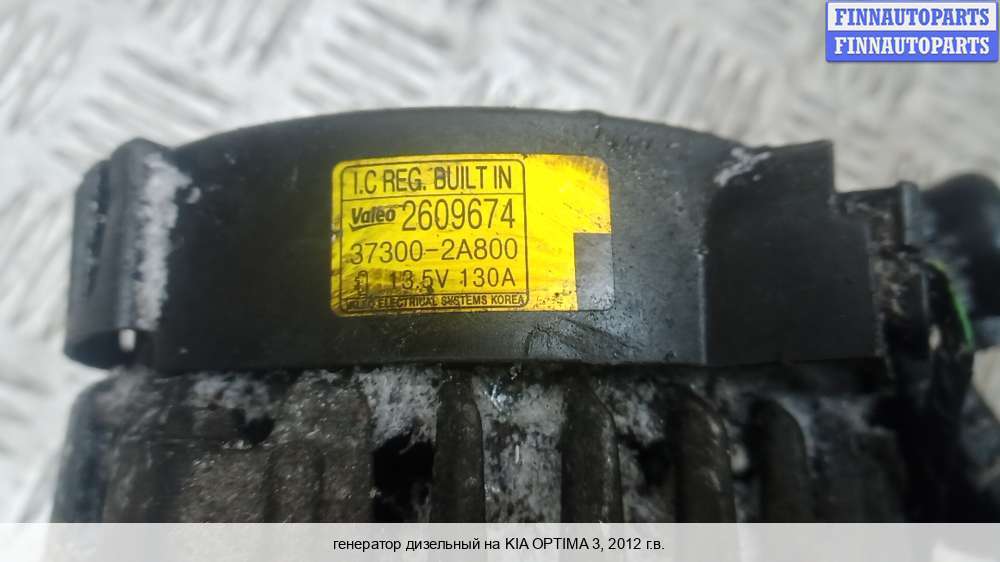 FINNAUTOPARTS
FINNAUTOPARTS
I.C REG. BUILT IN
Valeo 2609674
37300-2A800
13.5V 130A
ELECTRICAL SYSTEMS KOREA
генератор дизельный на KIA OPTIMA 3, 2012 г.в.